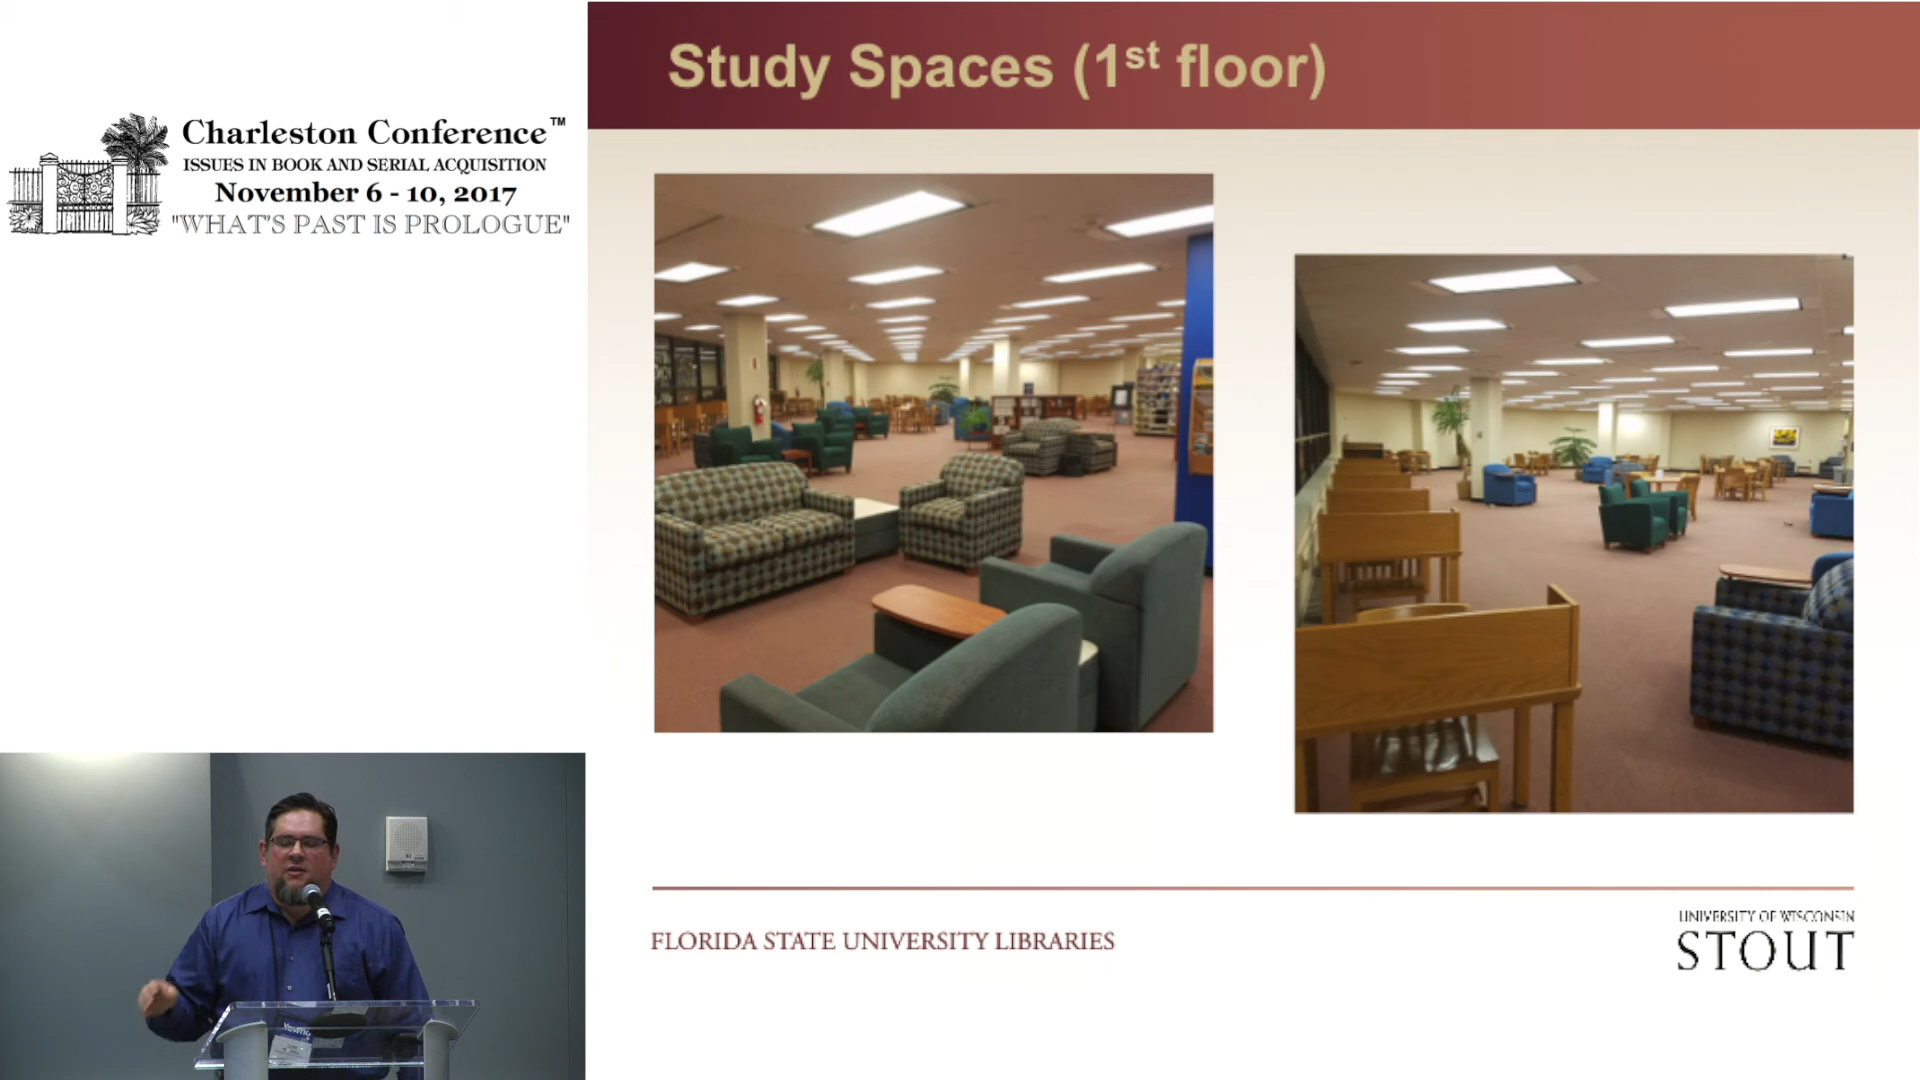 Charleston Conference™
ISSUES IN BOOK AND SERIAL ACQUISITION
November 6 - 10, 2017
"WHAT'S PAST IS PROLOGUE"
Study Spaces (1st floor)
FLORIDA STATE UNIVERSITY LIBRARIES
UNIVERSITY OF WISCONSIN
STOUT